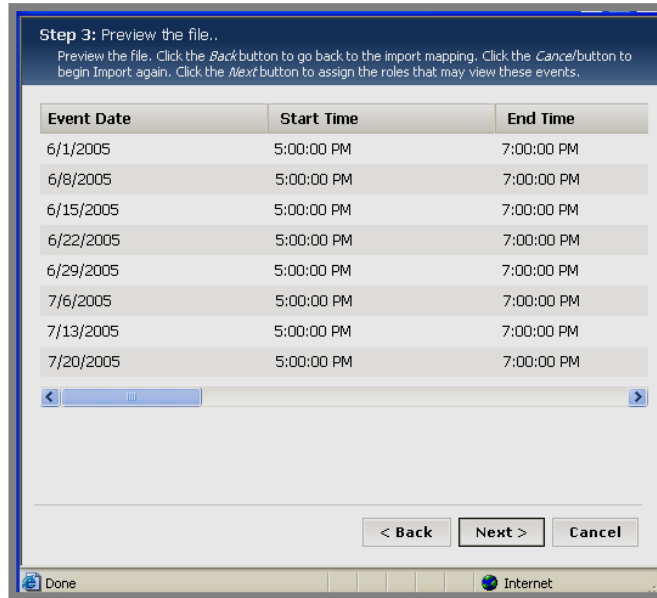 Step 3: Preview the file..
Preview the file. Click the Back button to go back to the import mapping. Click the Cancel button to
begin Import again. Click the Next button to assign the roles that may view these events.
Event Date Start Time End Time
6/1/2005 5:00:00 PM 7:00:00 PM
6/8/2005 5:00:00 PM 7:00:00 PM
6/15/2005 5:00:00 PM 7:00:00 PM
6/22/2005 5:00:00 PM 7:00:00 PM
6/29/2005 5:00:00 PM 7:00:00 PM
7/6/2005 5:00:00 PM 7:00:00 PM
7/13/2005 5:00:00 PM 7:00:00 PM
7/20/2005 5:00:00 PM 7:00:00 PM
< Back Next > Cancel
Done Internet